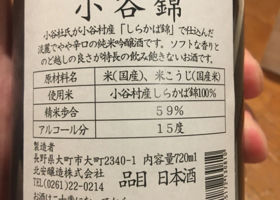 小谷錦
小谷杜氏が小谷村産「しらかば錦」で仕込んだ
淡麗でやや辛口の純米吟醸酒です。ソフトな香りと
のど越しの良さが特長の飲み飽きないお酒です。
原材料名 米(国産)、米こうじ(国産米)
使用米 小谷村産しらかば錦100%
精米歩合 59%
アルコール分 15度
製造者
長野県大町市大町2340-1 内容量720ml
北安醸造株式会社
TEL(0261)22-0214 品目 日本酒